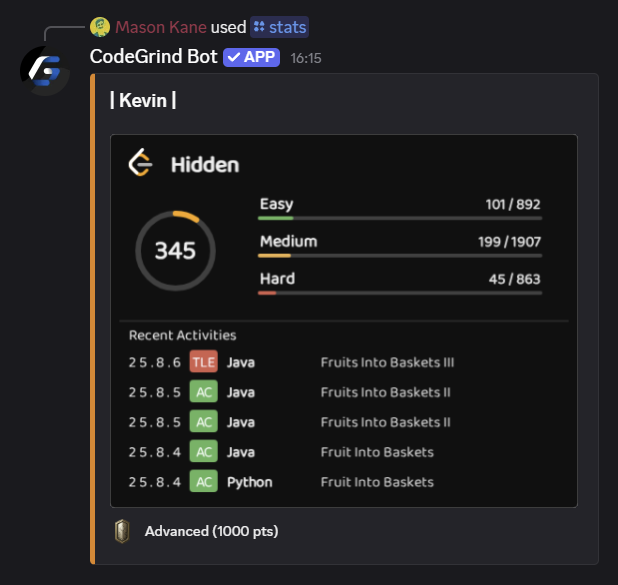 Mason Kane used stats
CodeGrind Bot APP 16:15
| Kevin |
Hidden
345
Easy 101 / 892
Medium 199 / 1907
Hard 45 / 863
Recent Activities
25.8.6 TLE Java Fruits Into Baskets III
25.8.5 AC Java Fruits Into Baskets II
25.8.5 AC Java Fruits Into Baskets II
25.8.4 AC Java Fruit Into Baskets
25.8.4 AC Python Fruit Into Baskets
Advanced (1000 pts)